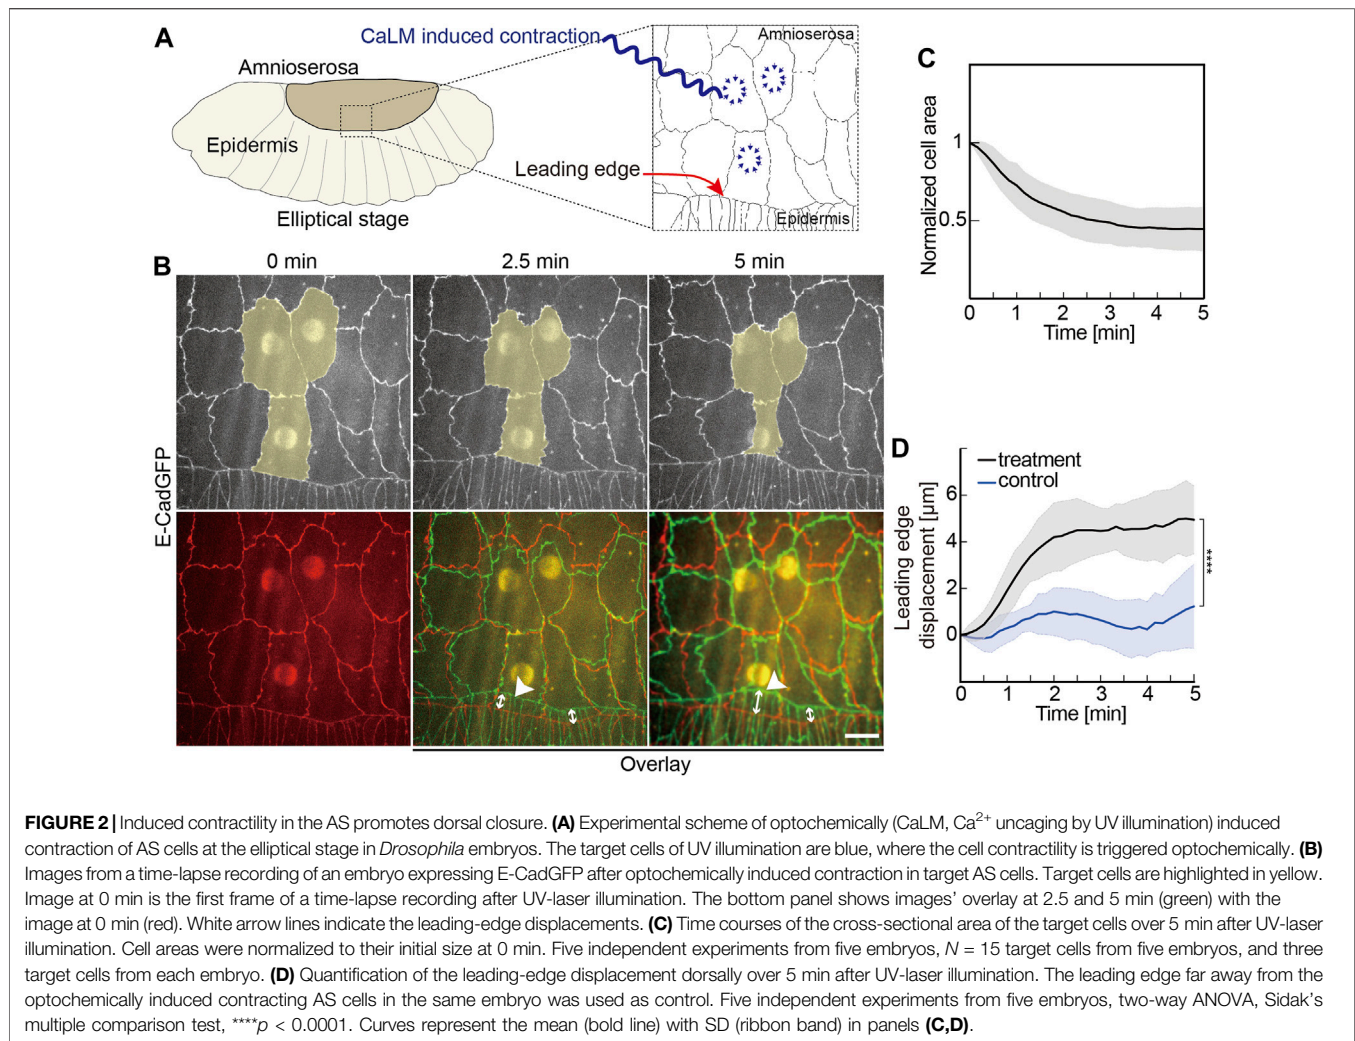 A
CaLM induced contraction
Amnioserosa
Amnioserosa
Epidermis
Leading edge
Epidermis
Elliptical stage
B
0 min
2.5 min
5 min
E-CadGFP
Overlay
C
Normalized cell area
1
0.5
0
1
2
3
4
5
Time [min]
D
treatment
control
Leading edge
displacement [µm]
6
4
2
0
****
0
1
2
3
4
5
Time [min]
FIGURE 2 | Induced contractility in the AS promotes dorsal closure. (A) Experimental scheme of optochemically (CaLM, Ca2+ uncaging by UV illumination) induced
contraction of AS cells at the elliptical stage in Drosophila embryos. The target cells of UV illumination are blue, where the cell contractility is triggered optochemically. (B)
Images from a time-lapse recording of an embryo expressing E-CadGFP after optochemically induced contraction in target AS cells. Target cells are highlighted in yellow.
Image at 0 min is the first frame of a time-lapse recording after UV-laser illumination. The bottom panel shows images' overlay at 2.5 and 5 min (green) with the
image at 0 min (red). White arrow lines indicate the leading-edge displacements. (C) Time courses of the cross-sectional area of the target cells over 5 min after UV-laser
illumination. Cell areas were normalized to their initial size at 0 min. Five independent experiments from five embryos, N = 15 target cells from five embryos, and three
target cells from each embryo. (D) Quantification of the leading-edge displacement dorsally over 5 min after UV-laser illumination. The leading edge far away from the
optochemically induced contracting AS cells in the same embryo was used as control. Five independent experiments from five embryos, two-way ANOVA, Sidak's
multiple comparison test, ****p < 0.0001. Curves represent the mean (bold line) with SD (ribbon band) in panels (C,D).